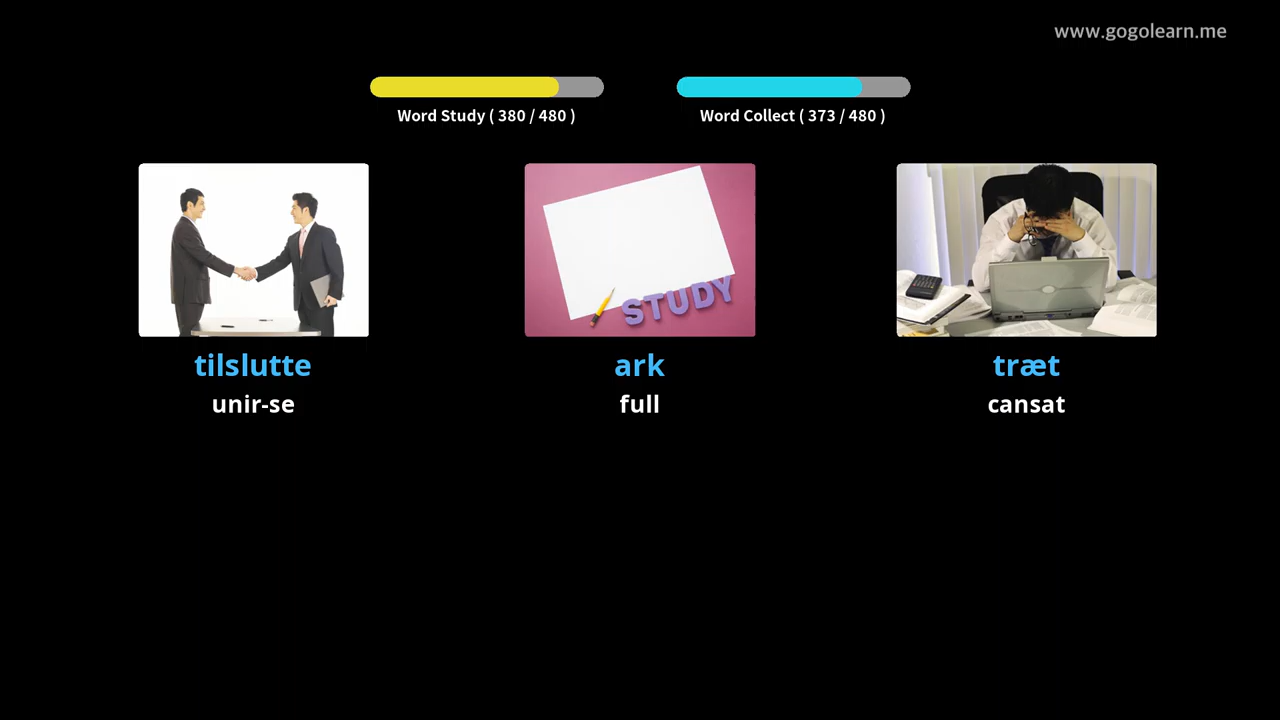 www.gogolearn.me
Word Study ( 380 / 480 )
Word Collect ( 373 / 480 )
STUDY
tilslutte
ark
træt
unir-se
full
cansat